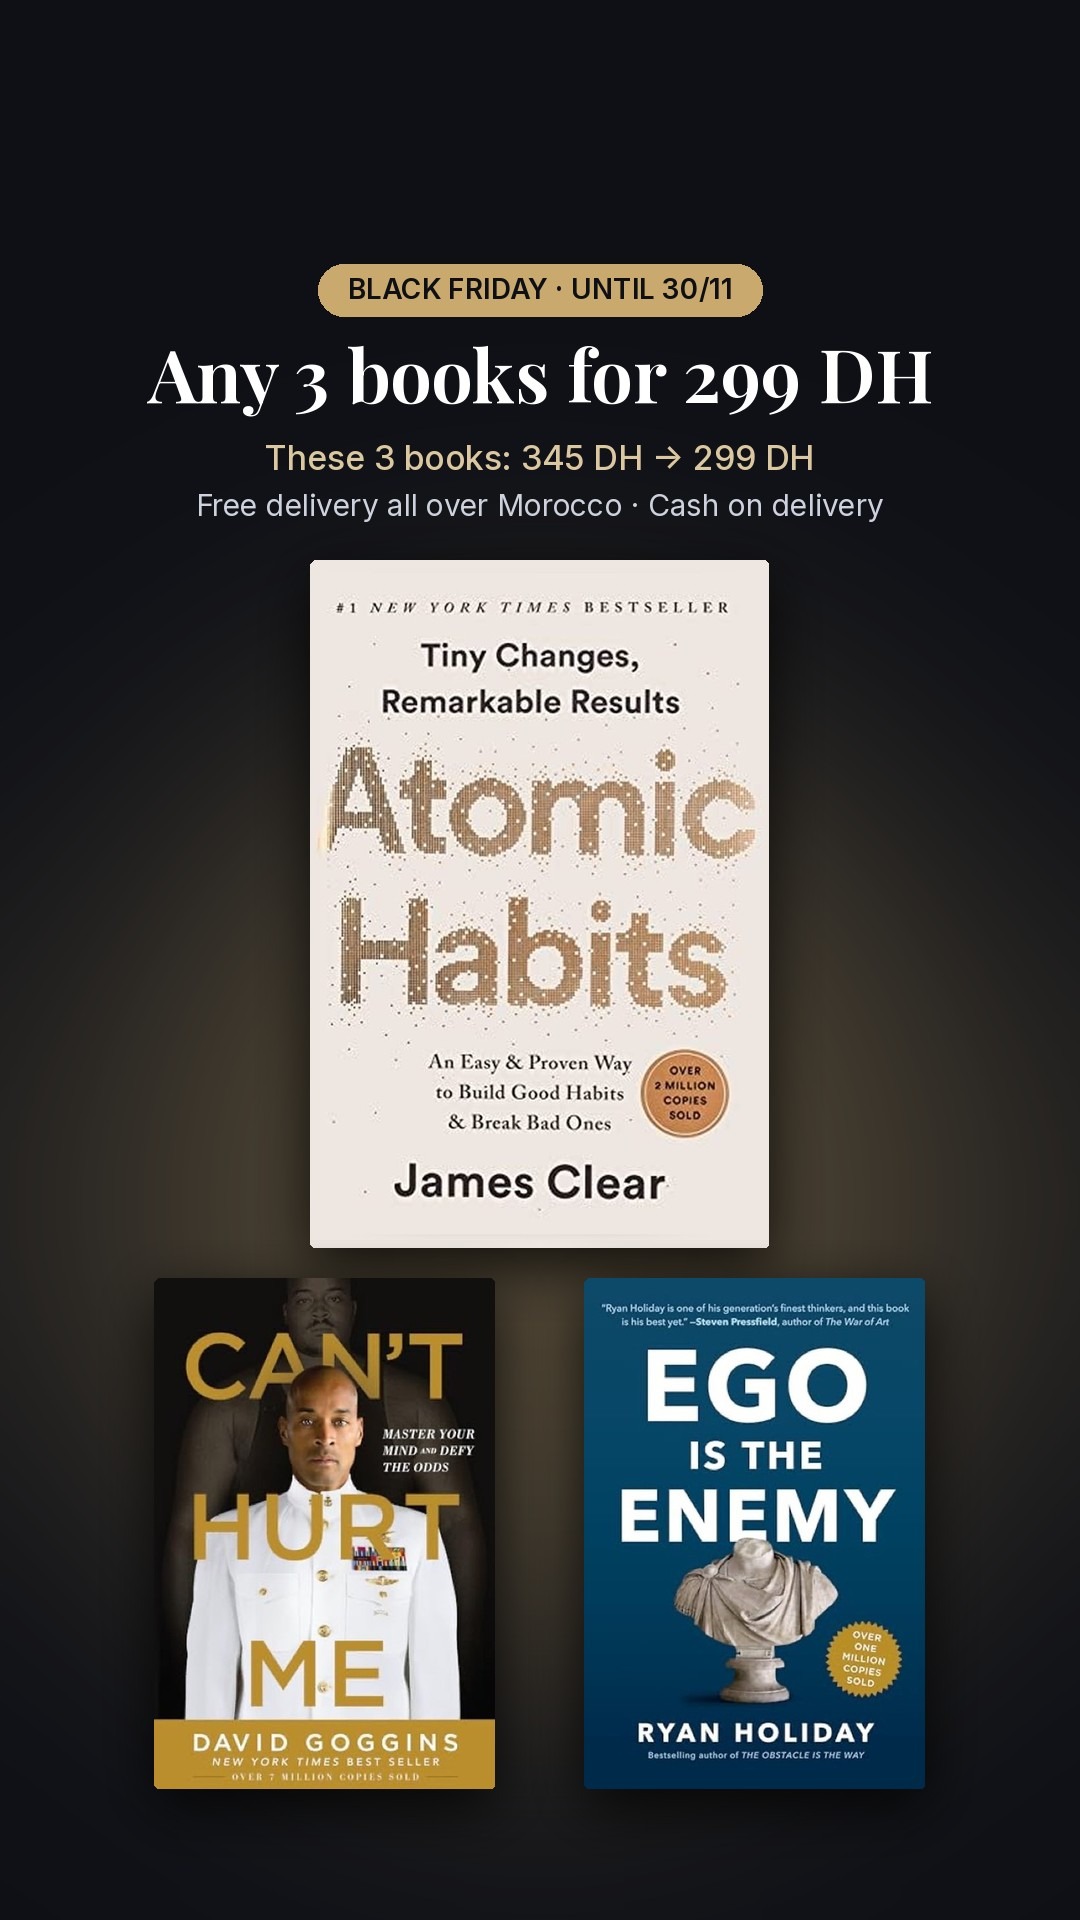 BLACK FRIDAY · UNTIL 30/11
Any 3 books for 299 DH
These 3 books: 345 DH → 299 DH
Free delivery all over Morocco · Cash on delivery
#1 NEW YORK TIMES BESTSELLER
Tiny Changes,
Remarkable Results
Atomic
Habits
An Easy & Proven Way
to Build Good Habits
& Break Bad Ones
OVER
2 MILLION
COPIES
SOLD
James Clear
CAN'T
MASTER YOUR
MIND AND DEFY
THE ODDS
HURT
ME
DAVID GOGGINS
NEW YORK TIMES BEST SELLER
OVER 7 MILLION COPIES SOLD
"Ryan Holiday is one of his generation's finest thinkers, and this book
is his best yet." —Steven Pressfield, author of The War of Art
EGO
IS THE
ENEMY
OVER
ONE
MILLION
COPIES
SOLD
RYAN HOLIDAY
Bestselling author of THE OBSTACLE IS THE WAY